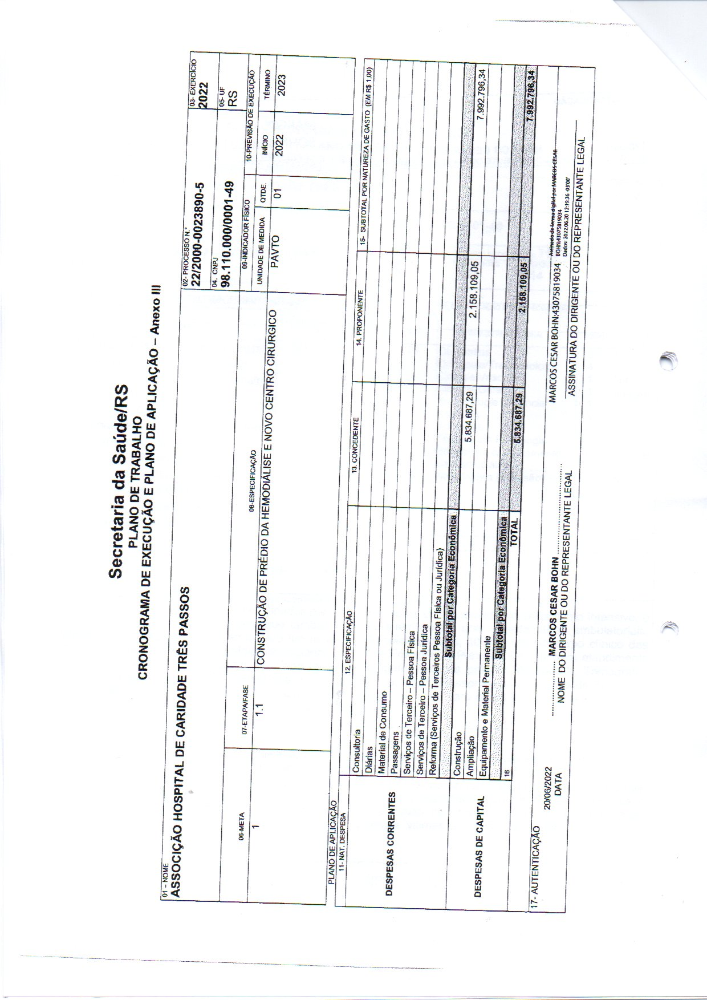 Secretaria da Saúde/RS
PLANO DE TRABALHO
CRONOGRAMA DE EXECUÇÃO E PLANO DE APLICAÇÃO – Anexo III
01 – NOME
ASSOCIÇÃO HOSPITAL DE CARIDADE TRÊS PASSOS
02- PROCESSO N.°
22/2000-0023890-5
03- EXERCÍCIO
2022
04. CNPJ
98.110.000/0001-49
05- UF
RS
06-META
07-ETAPA/FASE
08-ESPECIFICAÇÃO
09-INDICADOR FÍSICO
10-PREVISÃO DE EXECUÇÃO
UNIDADE DE MEDIDA
QTDE.
INÍCIO
TÉRMINO
1
1.1
CONSTRUÇÃO DE PRÉDIO DA HEMODIÁLISE E NOVO CENTRO CIRURGICO
PAVTO
01
2022
2023
PLANO DE APLICAÇÃO
11- NAT. DESPESA
12. ESPECIFICAÇÃO
13. CONCEDENTE
14. PROPONENTE
15- SUBTOTAL POR NATUREZA DE GASTO (EM R$ 1,00)
DESPESAS CORRENTES
Consultoria
Diárias
Material de Consumo
Passagens
Serviços de Terceiro – Pessoa Física
Serviços de Terceiro – Pessoa Jurídica
Reforma (Serviços de Terceiros Pessoa Física ou Jurídica)
Subtotal por Categoria Econômica
DESPESAS DE CAPITAL
Construção
Ampliação
5.834.687,29
2.158.109,05
7.992.796,34
Equipamento e Material Permanente
16
Subtotal por Categoria Econômica
TOTAL
5.834.687,29
2.158.109,05
7.992.796,34
17- AUTENTICAÇÃO
20/06/2022
DATA
MARCOS CESAR BOHN
NOME DO DIRIGENTE OU DO REPRESENTANTE LEGAL
MARCOS CESAR BOHN:43075819034
Assinado de forma digital por MARCOS CESAR
BOHN:43075819034
Dados: 2022.06.20 12:19:36 -03'00'
ASSINATURA DO DIRIGENTE OU DO REPRESENTANTE LEGAL